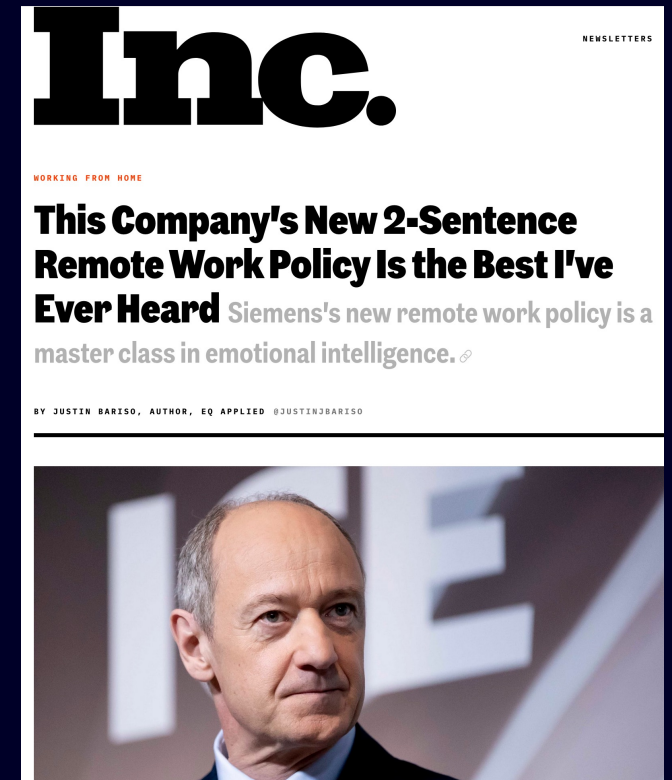 Inc.
NEWSLETTERS
WORKING FROM HOME
This Company's New 2-Sentence
Remote Work Policy Is the Best I've
Ever Heard Siemens's new remote work policy is a
master class in emotional intelligence.
BY JUSTIN BARISO, AUTHOR, EQ APPLIED @JUSTINJBARISO
ICE